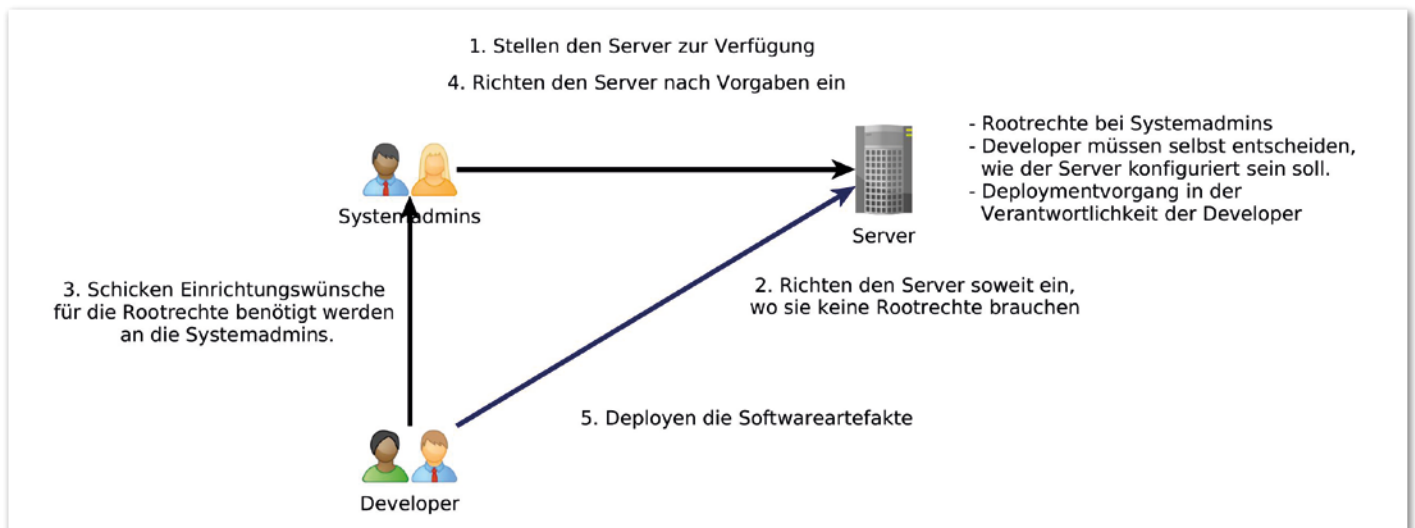 1. Stellen den Server zur Verfügung
4. Richten den Server nach Vorgaben ein
- Rootrechte bei Systemadmins
- Developer müssen selbst entscheiden,
wie der Server konfiguriert sein soll.
- Deploymentvorgang in der
Verantwortlichkeit der Developer
Systemadmins
Server
3. Schicken Einrichtungswünsche
für die Rootrechte benötigt werden
an die Systemadmins.
2. Richten den Server soweit ein,
wo sie keine Rootrechte brauchen
5. Deployen die Softwareartefakte
Developer